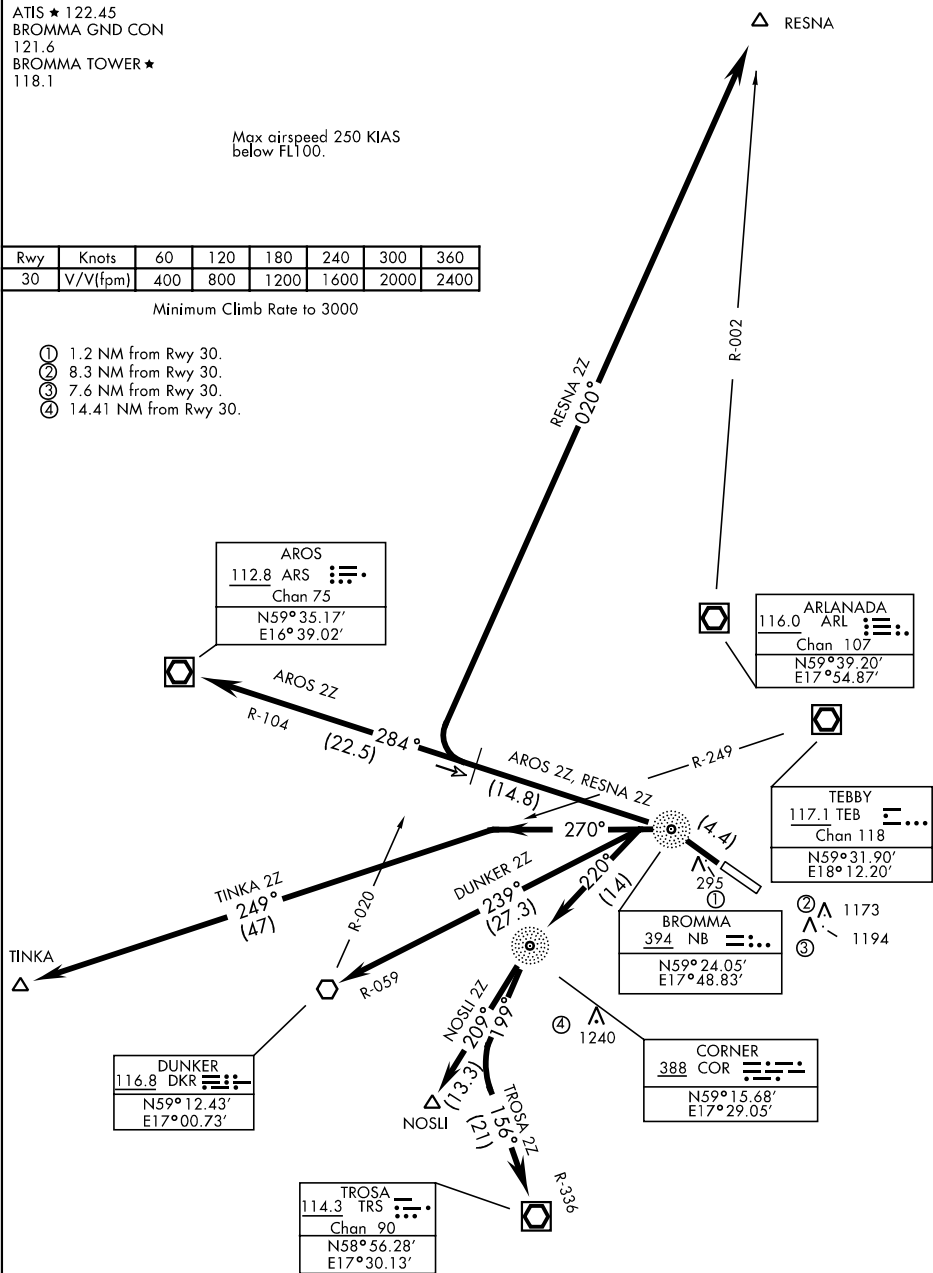 ATIS ★ 122.45
BROMMA GND CON
121.6
BROMMA TOWER ★
118.1
RESNA
Max airspeed 250 KIAS
below FL100.
Rwy Knots 60 120 180 240 300 360
30 V/V(fpm) 400 800 1200 1600 2000 2400
Minimum Climb Rate to 3000
① 1.2 NM from Rwy 30.
② 8.3 NM from Rwy 30.
③ 7.6 NM from Rwy 30.
④ 14.41 NM from Rwy 30.
R-002
RESNA 2Z
020°
AROS
112.8 ARS
Chan 75
N59°35.17'
E16°39.02'
ARLANADA
116.0 ARL
Chan 107
N59°39.20'
E17°54.87'
AROS 2Z
R-104
284°
(22.5)
AROS 2Z, RESNA 2Z
(14.8)
R-249
TEBBY
117.1 TEB
Chan 118
N59°31.90'
E18°12.20'
270°
(4.4)
295
①
② 1173
③ 1194
TINKA 2Z
249°
(47)
R-020
DUNKER 2Z
239°
(27.3)
220°
(14)
BROMMA
394 NB
N59°24.05'
E17°48.83'
TINKA
R-059
NOSLI 2Z
209°
(13.3)
199°
④ 1240
DUNKER
116.8 DKR
N59°12.43'
E17°00.73'
CORNER
388 COR
N59°15.68'
E17°29.05'
NOSLI
TROSA 2Z
156°
(21)
R-336
TROSA
114.3 TRS
Chan 90
N58°56.28'
E17°30.13'